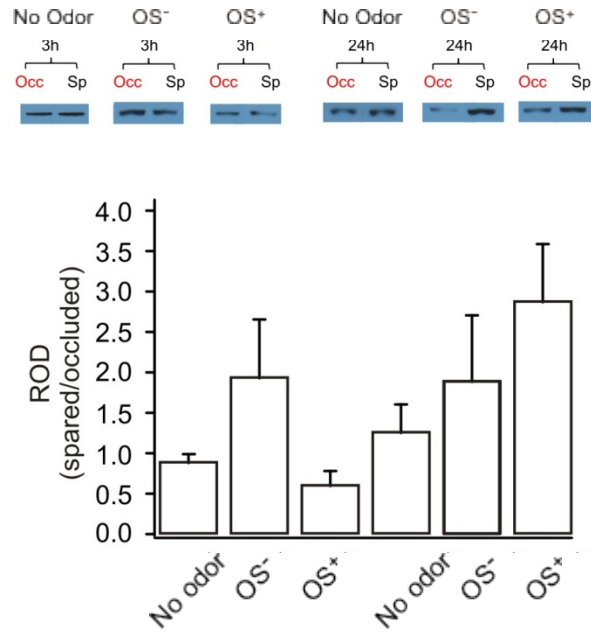 No Odor OS⁻ OS⁺ No Odor OS⁻ OS⁺
3h 3h 3h 24h 24h 24h
Occ Sp Occ Sp Occ Sp Occ Sp Occ Sp Occ Sp
4.0
3.5
3.0
2.5
2.0
1.5
1.0
0.5
0.0
ROD
(spared/occluded)
No odor OS⁻ OS⁺ No odor OS⁻ OS⁺